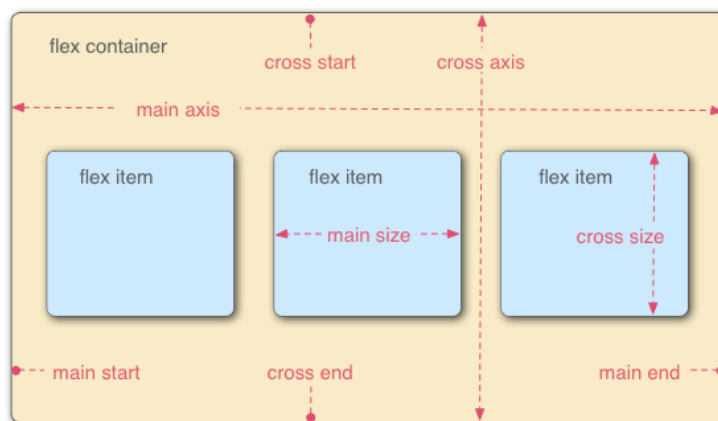 flex container
cross start
cross axis
main axis
flex item
flex item
flex item
main size
cross size
main start
cross end
main end